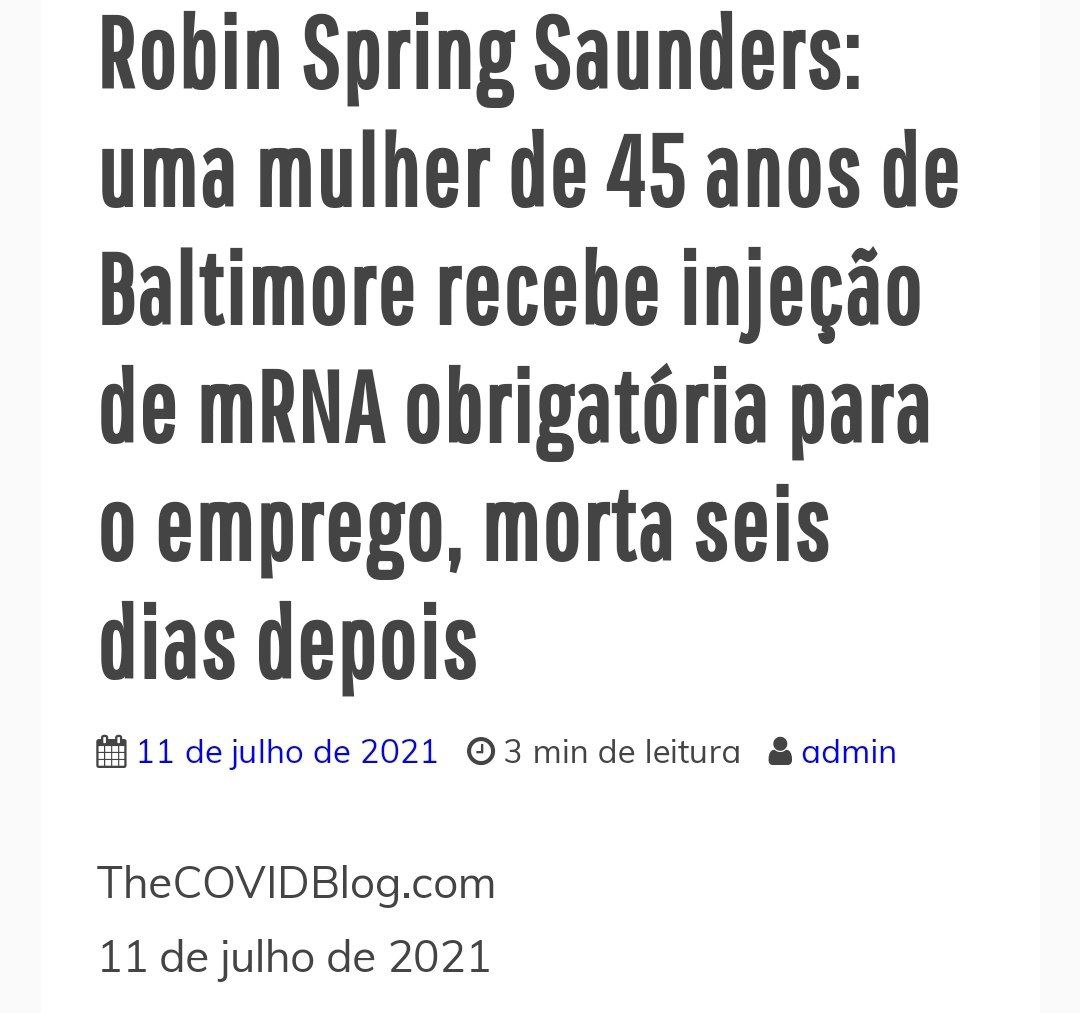 Robin Spring Saunders:
uma mulher de 45 anos de
Baltimore recebe injeção
de mRNA obrigatória para
o emprego, morta seis
dias depois
11 de julho de 2021 3 min de leitura admin
TheCOVIDBlog.com
11 de julho de 2021